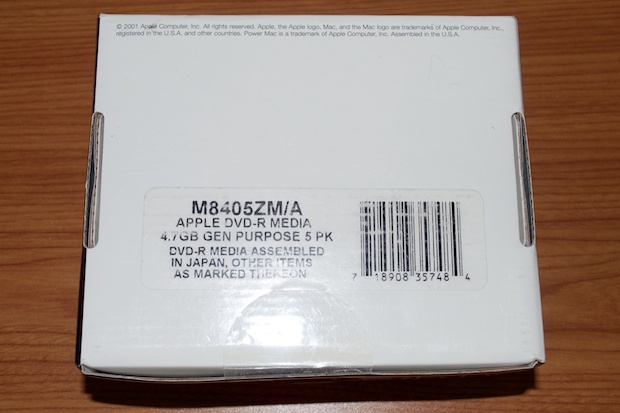 © 2001 Apple Computer, Inc. All rights reserved. Apple, the Apple logo, Mac, and the Mac logo are trademarks of Apple Computer, Inc.,
registered in the U.S.A. and other countries. Power Mac is a trademark of Apple Computer, Inc. Assembled in the U.S.A.
M8405ZM/A
APPLE DVD-R MEDIA
4.7GB GEN PURPOSE 5 PK
DVD-R MEDIA ASSEMBLED
IN JAPAN, OTHER ITEMS
AS MARKED THEREON
7 18908 35748 4